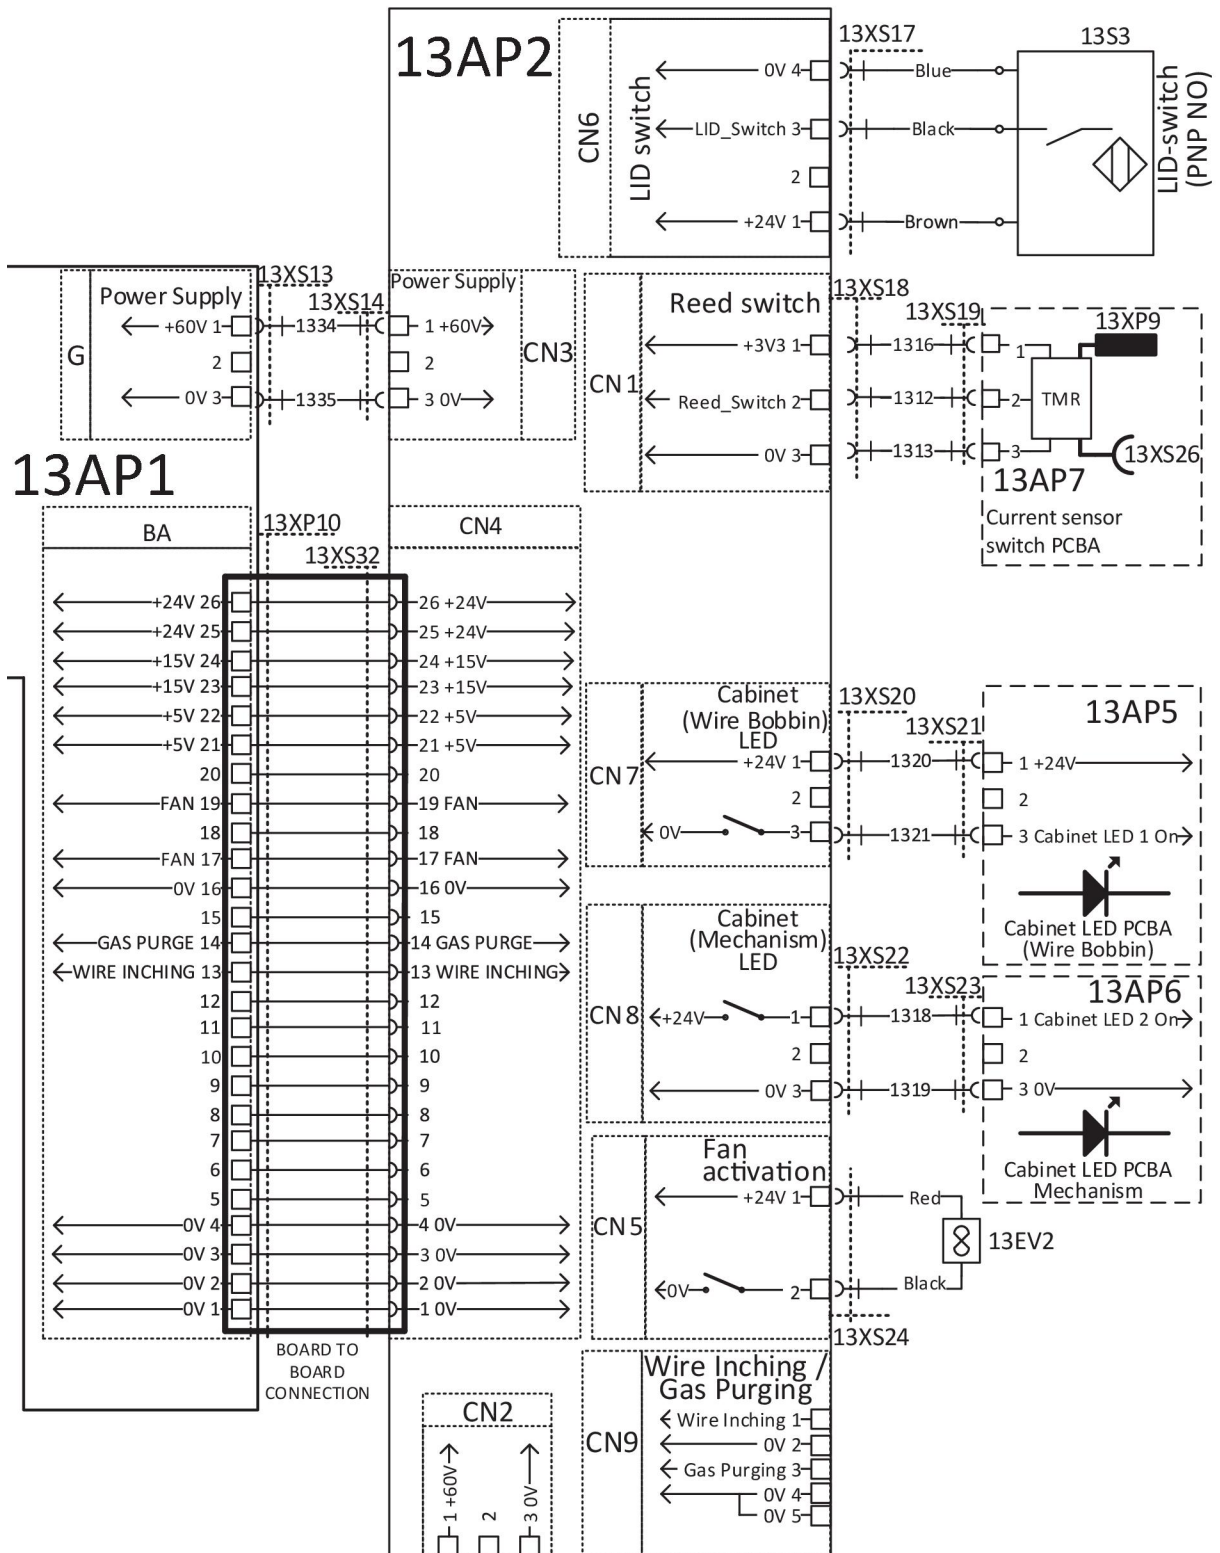 13AP2
CN6
LID switch
0V 4
LID_Switch 3
2
+24V 1
13XS17
Blue
Black
Brown
13S3
LID-switch
(PNP NO)
G
Power Supply
+60V 1
2
0V 3
13XS13
13XS14
1334
1335
Power Supply
1 +60V
2
3 0V
CN3
CN 1
Reed switch
+3V3 1
Reed_Switch 2
0V 3
13XS18
13XS19
1316
1312
1313
1
2
3
TMR
13XP9
13XS26
13AP7
Current sensor
switch PCBA
13AP1
BA
13XP10
13XS32
CN4
+24V 26
26 +24V
+24V 25
25 +24V
+15V 24
24 +15V
+15V 23
23 +15V
+5V 22
22 +5V
+5V 21
21 +5V
20
20
FAN 19
19 FAN
18
18
FAN 17
17 FAN
0V 16
16 0V
15
15
GAS PURGE 14
14 GAS PURGE
WIRE INCHING 13
13 WIRE INCHING
12
12
11
11
10
10
9
9
8
8
7
7
6
6
5
5
0V 4
4 0V
0V 3
3 0V
0V 2
2 0V
0V 1
1 0V
BOARD TO
BOARD
CONNECTION
CN 7
Cabinet
(Wire Bobbin)
LED
+24V 1
2
0V
3
13XS20
13XS21
1320
1321
13AP5
1 +24V
2
3 Cabinet LED 1 On
Cabinet LED PCBA
(Wire Bobbin)
CN 8
Cabinet
(Mechanism)
LED
+24V
1
2
0V 3
13XS22
13XS23
1318
1319
13AP6
1 Cabinet LED 2 On
2
3 0V
Cabinet LED PCBA
Mechanism
CN 5
Fan
activation
+24V 1
0V
2
Red
Black
13EV2
13XS24
CN9
Wire Inching /
Gas Purging
Wire Inching 1
0V 2
Gas Purging 3
0V 4
0V 5
CN2
1 +60V
2
3 0V